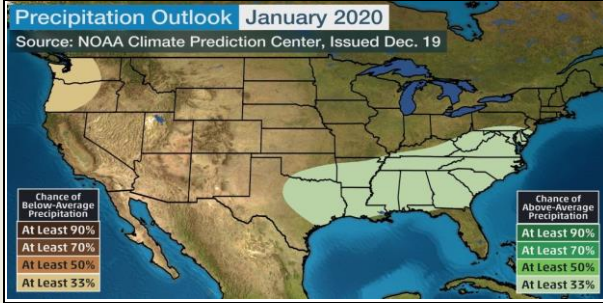 Precipitation Outlook January 2020
Source: NOAA Climate Prediction Center, Issued Dec. 19
Chance of
Below-Average
Precipitation
At Least 90%
At Least 70%
At Least 50%
At Least 33%
Chance of
Above-Average
Precipitation
At Least 90%
At Least 70%
At Least 50%
At Least 33%